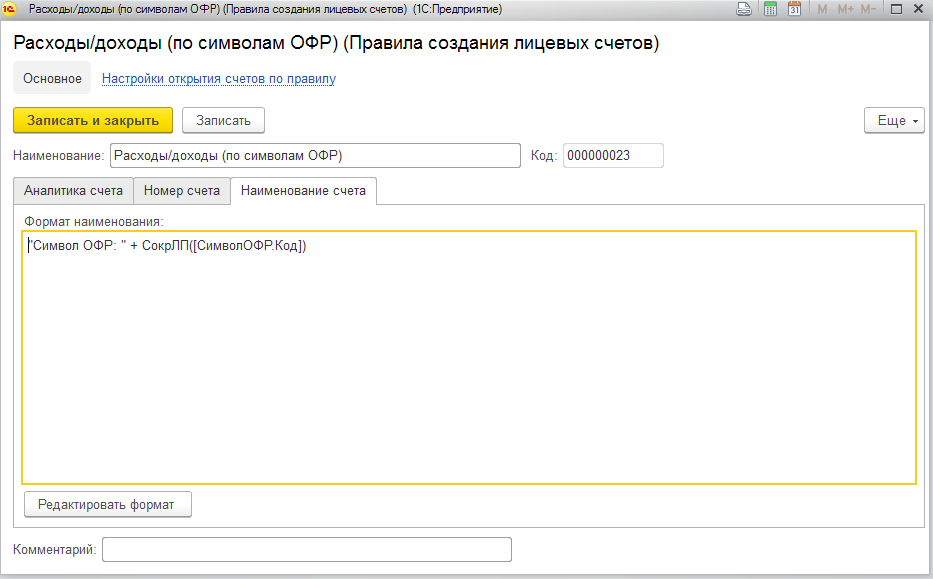 Расходы/доходы (по символам ОФР) (Правила создания лицевых счетов) (1С:Предприятие)
M M+ M-
Расходы/доходы (по символам ОФР) (Правила создания лицевых счетов)
Основное Настройки открытия счетов по правилу
Записать и закрыть Записать Еще
Наименование: Расходы/доходы (по символам ОФР) Код: 000000023
Аналитика счета Номер счета Наименование счета
Формат наименования:
"Символ ОФР: " + СокрЛП([СимволОФР.Код])
Редактировать формат
Комментарий: